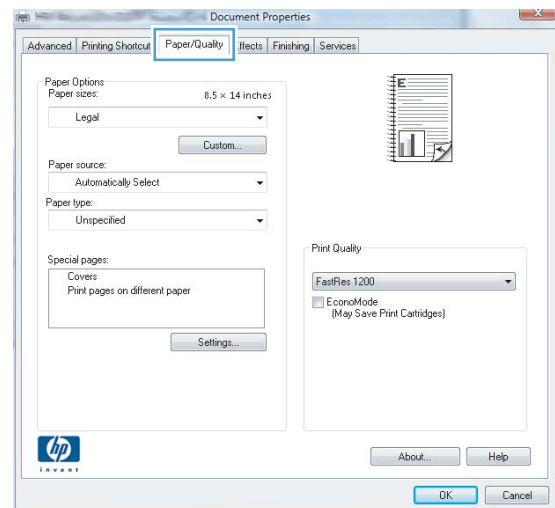 Document Properties
Advanced Printing Shortcut Paper/Quality ffects Finishing Services
Paper Options
Paper sizes: 8.5 × 14 inches
Legal
Custom...
Paper source:
Automatically Select
Paper type:
Unspecified
Special pages:
Covers
Print pages on different paper
Settings...
E
Print Quality
FastRes 1200
EconoMode
(May Save Print Cartridges)
hp
invent
About... Help
OK Cancel